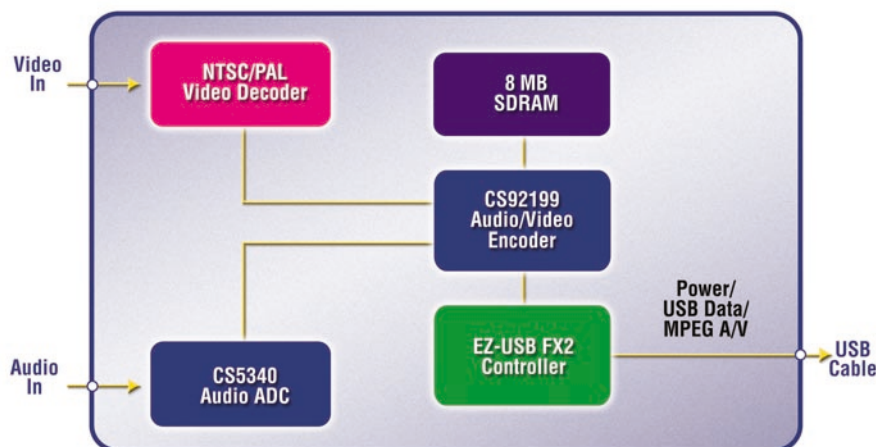 Video
In
NTSC/PAL
Video Decoder
8 MB
SDRAM
CS92199
Audio/Video
Encoder
Power/
USB Data/
MPEG A/V
EZ-USB FX2
Controller
USB
Cable
Audio
In
CS5340
Audio ADC